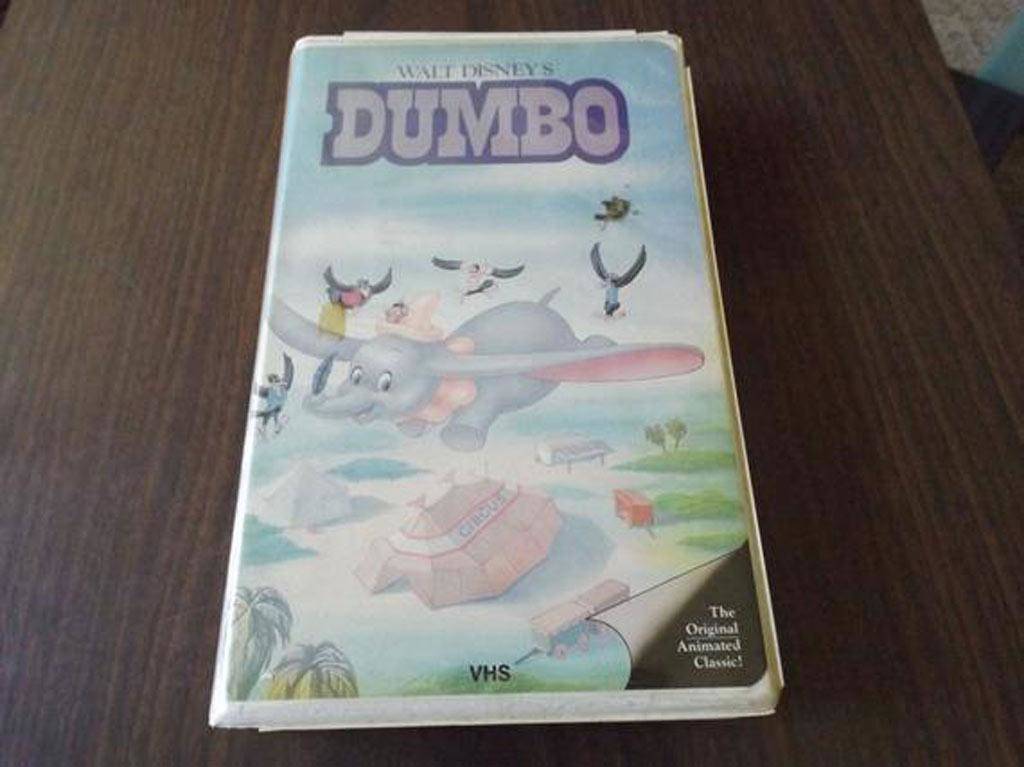 WALT DISNEY'S
DUMBO
CIRCUS
The
Original
Animated
Classic!
VHS